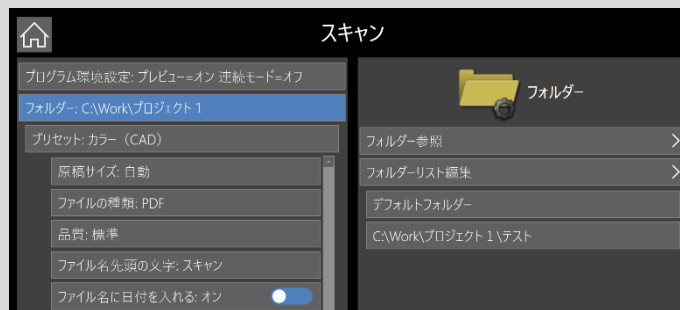 スキャン
プログラム環境設定: プレビュー=オン 連続モード=オフ
フォルダー: C:\Work\プロジェクト 1
プリセット: カラー（CAD）
原稿サイズ: 自動
ファイルの種類: PDF
品質: 標準
ファイル名先頭の文字: スキャン
ファイル名に日付を入れる: オン
フォルダー
フォルダー参照
フォルダーリスト編集
デフォルトフォルダー
C:\Work\プロジェクト 1 \テスト